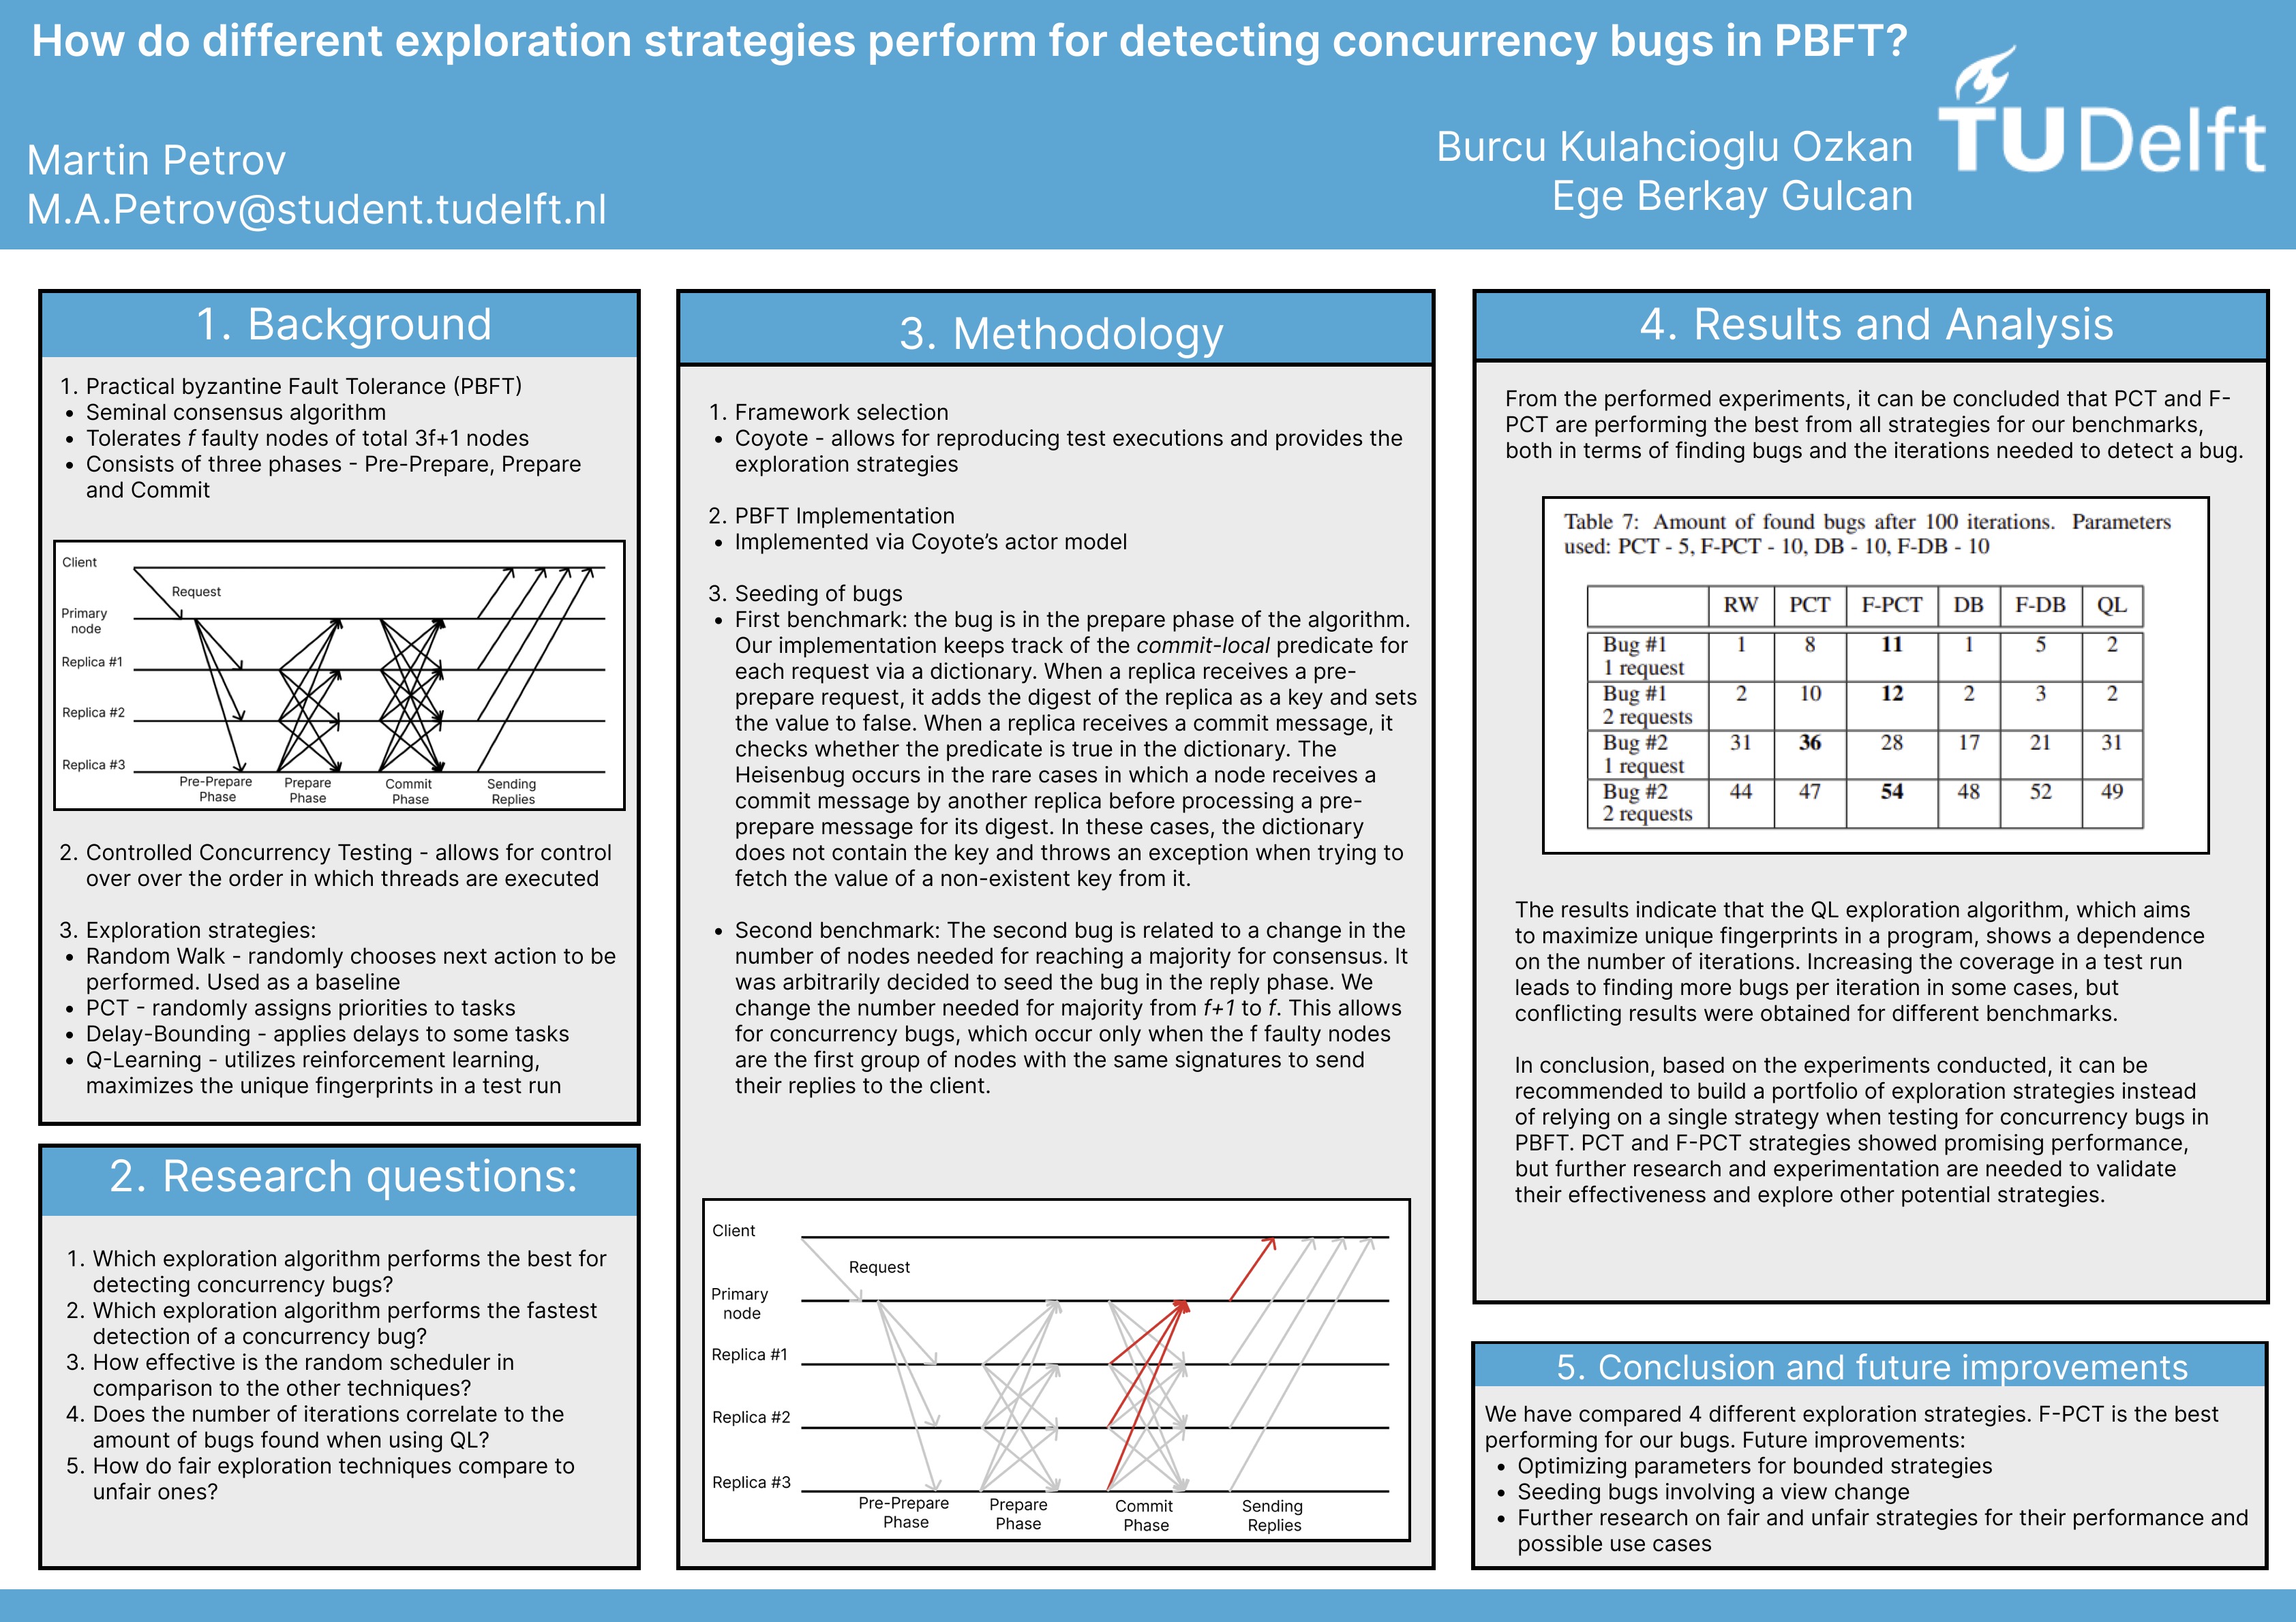 How do different exploration strategies perform for detecting concurrency bugs in PBFT?
Martin Petrov
M.A.Petrov@student.tudelft.nl
Burcu Kulahcioglu Ozkan
Ege Berkay Gulcan
TUDelft
1. Background
1. Practical byzantine Fault Tolerance (PBFT)
• Seminal consensus algorithm
• Tolerates f faulty nodes of total 3f+1 nodes
• Consists of three phases - Pre-Prepare, Prepare
and Commit
Client
Request
Primary
node
Replica #1
Replica #2
Replica #3
Pre-Prepare
Phase
Prepare
Phase
Commit
Phase
Sending
Replies
2. Controlled Concurrency Testing - allows for control
over over the order in which threads are executed
3. Exploration strategies:
• Random Walk - randomly chooses next action to be
performed. Used as a baseline
• PCT - randomly assigns priorities to tasks
• Delay-Bounding - applies delays to some tasks
• Q-Learning - utilizes reinforcement learning,
maximizes the unique fingerprints in a test run
2. Research questions:
1. Which exploration algorithm performs the best for
detecting concurrency bugs?
2. Which exploration algorithm performs the fastest
detection of a concurrency bug?
3. How effective is the random scheduler in
comparison to the other techniques?
4. Does the number of iterations correlate to the
amount of bugs found when using QL?
5. How do fair exploration techniques compare to
unfair ones?
3. Methodology
1. Framework selection
• Coyote - allows for reproducing test executions and provides the
exploration strategies
2. PBFT Implementation
• Implemented via Coyote's actor model
3. Seeding of bugs
• First benchmark: the bug is in the prepare phase of the algorithm.
Our implementation keeps track of the commit-local predicate for
each request via a dictionary. When a replica receives a pre-
prepare request, it adds the digest of the replica as a key and sets
the value to false. When a replica receives a commit message, it
checks whether the predicate is true in the dictionary. The
Heisenbug occurs in the rare cases in which a node receives a
commit message by another replica before processing a pre-
prepare message for its digest. In these cases, the dictionary
does not contain the key and throws an exception when trying to
fetch the value of a non-existent key from it.
• Second benchmark: The second bug is related to a change in the
number of nodes needed for reaching a majority for consensus. It
was arbitrarily decided to seed the bug in the reply phase. We
change the number needed for majority from f+1 to f. This allows
for concurrency bugs, which occur only when the f faulty nodes
are the first group of nodes with the same signatures to send
their replies to the client.
Client
Request
Primary
node
Replica #1
Replica #2
Replica #3
Pre-Prepare
Phase
Prepare
Phase
Commit
Phase
Sending
Replies
4. Results and Analysis
From the performed experiments, it can be concluded that PCT and F-
PCT are performing the best from all strategies for our benchmarks,
both in terms of finding bugs and the iterations needed to detect a bug.
Table 7: Amount of found bugs after 100 iterations. Parameters
used: PCT - 5, F-PCT - 10, DB - 10, F-DB - 10
RW PCT F-PCT DB F-DB QL
Bug #1 1 8 11 1 5 2
1 request
Bug #1 2 10 12 2 3 2
2 requests
Bug #2 31 36 28 17 21 31
1 request
Bug #2 44 47 54 48 52 49
2 requests
The results indicate that the QL exploration algorithm, which aims
to maximize unique fingerprints in a program, shows a dependence
on the number of iterations. Increasing the coverage in a test run
leads to finding more bugs per iteration in some cases, but
conflicting results were obtained for different benchmarks.
In conclusion, based on the experiments conducted, it can be
recommended to build a portfolio of exploration strategies instead
of relying on a single strategy when testing for concurrency bugs in
PBFT. PCT and F-PCT strategies showed promising performance,
but further research and experimentation are needed to validate
their effectiveness and explore other potential strategies.
5. Conclusion and future improvements
We have compared 4 different exploration strategies. F-PCT is the best
performing for our bugs. Future improvements:
• Optimizing parameters for bounded strategies
• Seeding bugs involving a view change
• Further research on fair and unfair strategies for their performance and
possible use cases